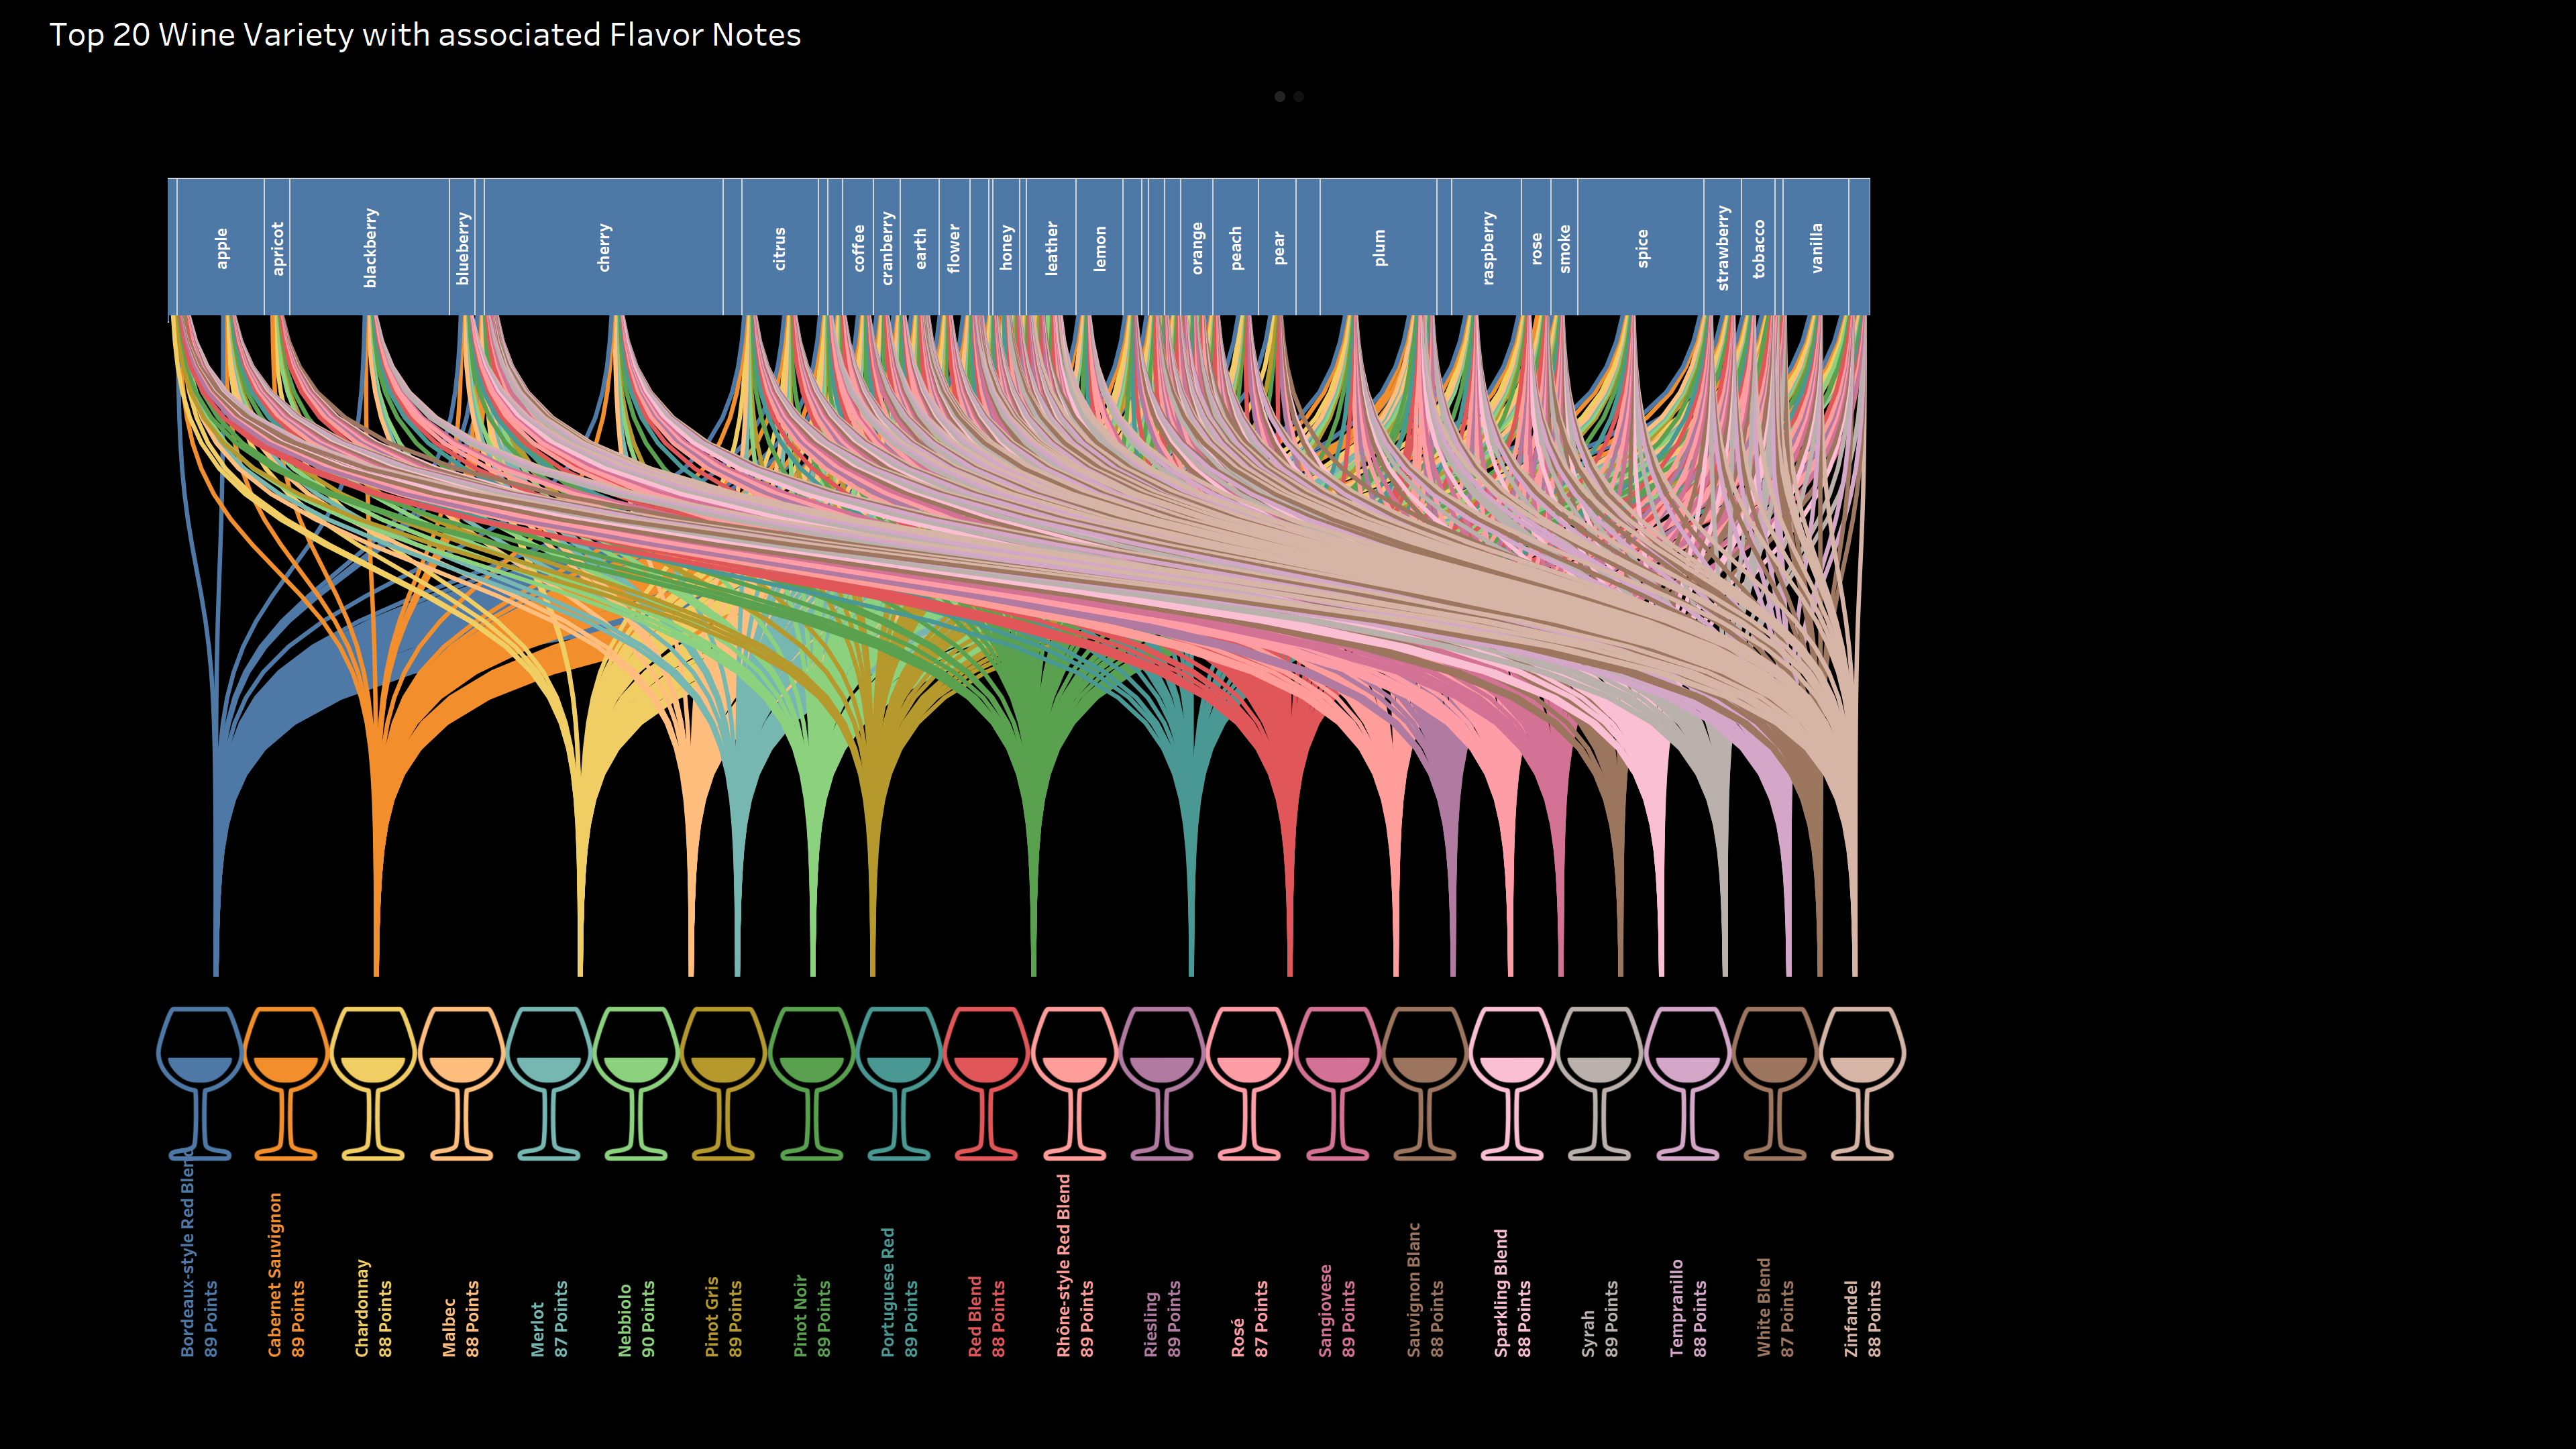 Top 20 Wine Variety with associated Flavor Notes
apple
apricot
blackberry
blueberry
cherry
citrus
coffee
cranberry
earth
flower
honey
leather
lemon
orange
peach
pear
plum
raspberry
rose
smoke
spice
strawberry
tobacco
vanilla
Bordeaux-style Red Blend
89 Points
Cabernet Sauvignon
89 Points
Chardonnay
88 Points
Malbec
88 Points
Merlot
87 Points
Nebbiolo
90 Points
Pinot Gris
89 Points
Pinot Noir
89 Points
Portuguese Red
89 Points
Red Blend
88 Points
Rhône-style Red Blend
89 Points
Riesling
89 Points
Rosé
87 Points
Sangiovese
89 Points
Sauvignon Blanc
88 Points
Sparkling Blend
88 Points
Syrah
89 Points
Tempranillo
88 Points
White Blend
87 Points
Zinfandel
88 Points